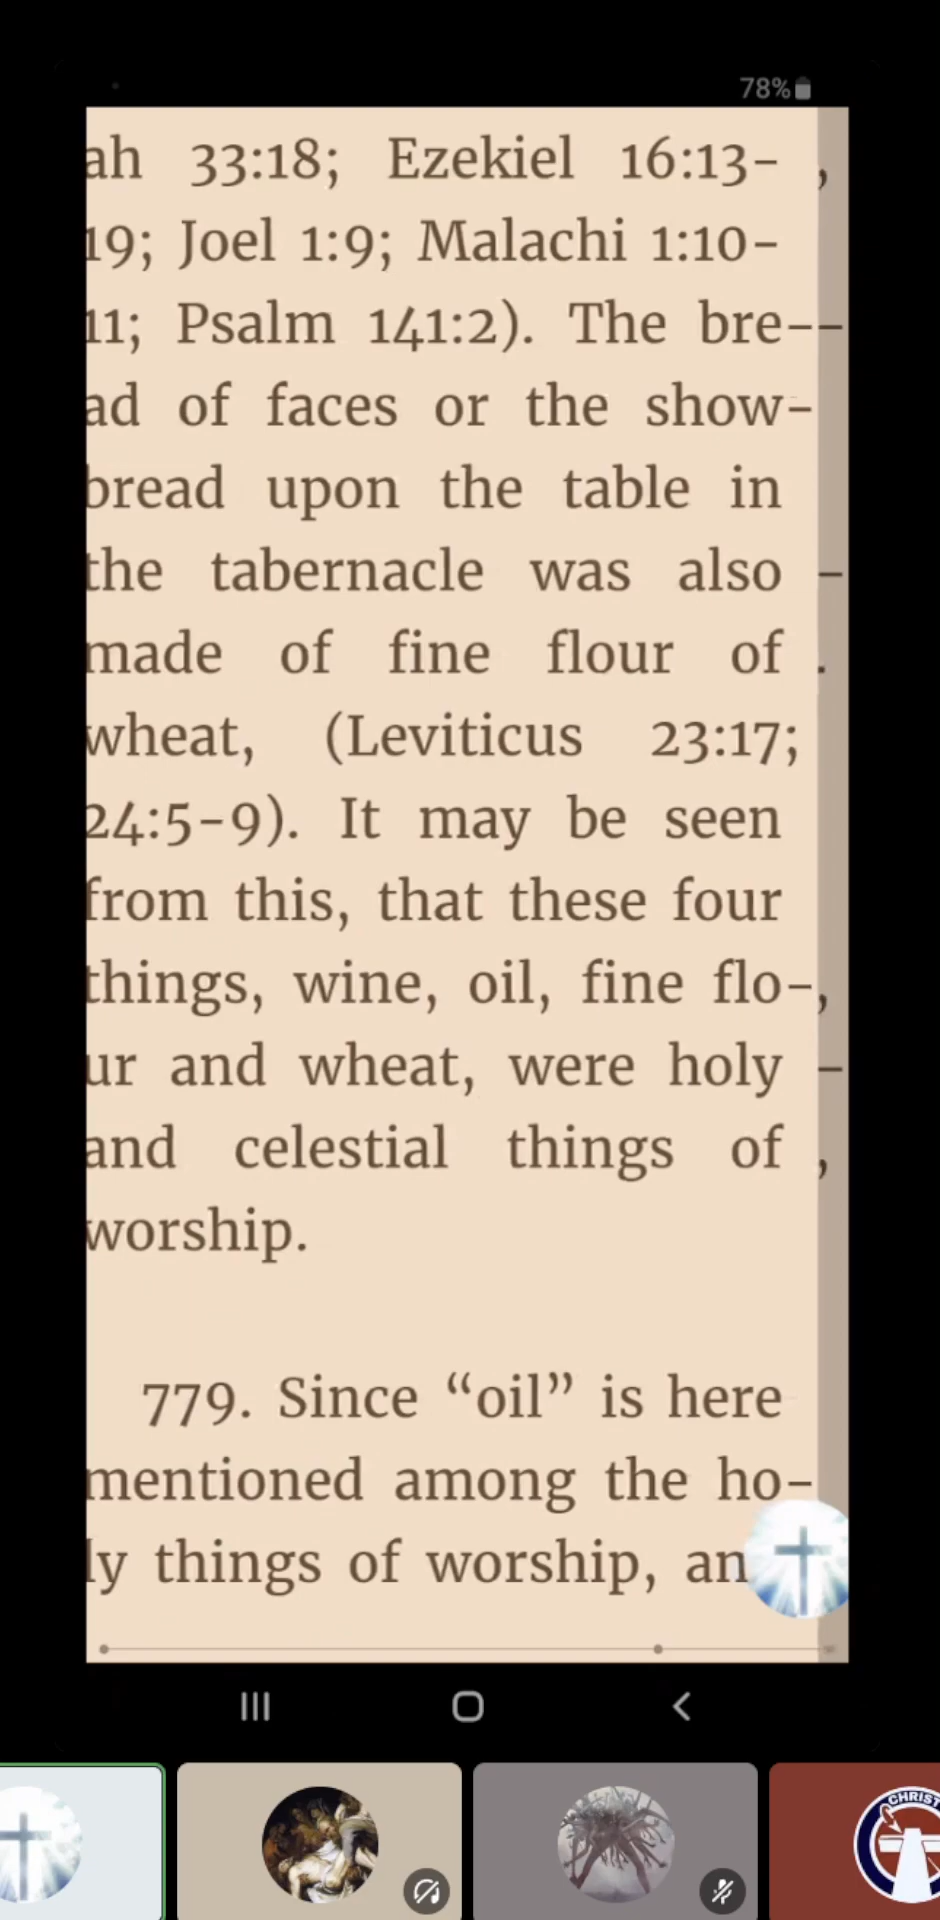 78%
ah 33:18; Ezekiel 16:13-
19; Joel 1:9; Malachi 1:10-
11; Psalm 141:2). The bre-
ad of faces or the show-
bread upon the table in
the tabernacle was also
made of fine flour of
wheat, (Leviticus 23:17;
24:5-9). It may be seen
from this, that these four
things, wine, oil, fine flo-
ur and wheat, were holy
and celestial things of
worship.
779. Since “oil” is here
mentioned among the ho-
ly things of worship, an
CHRIST